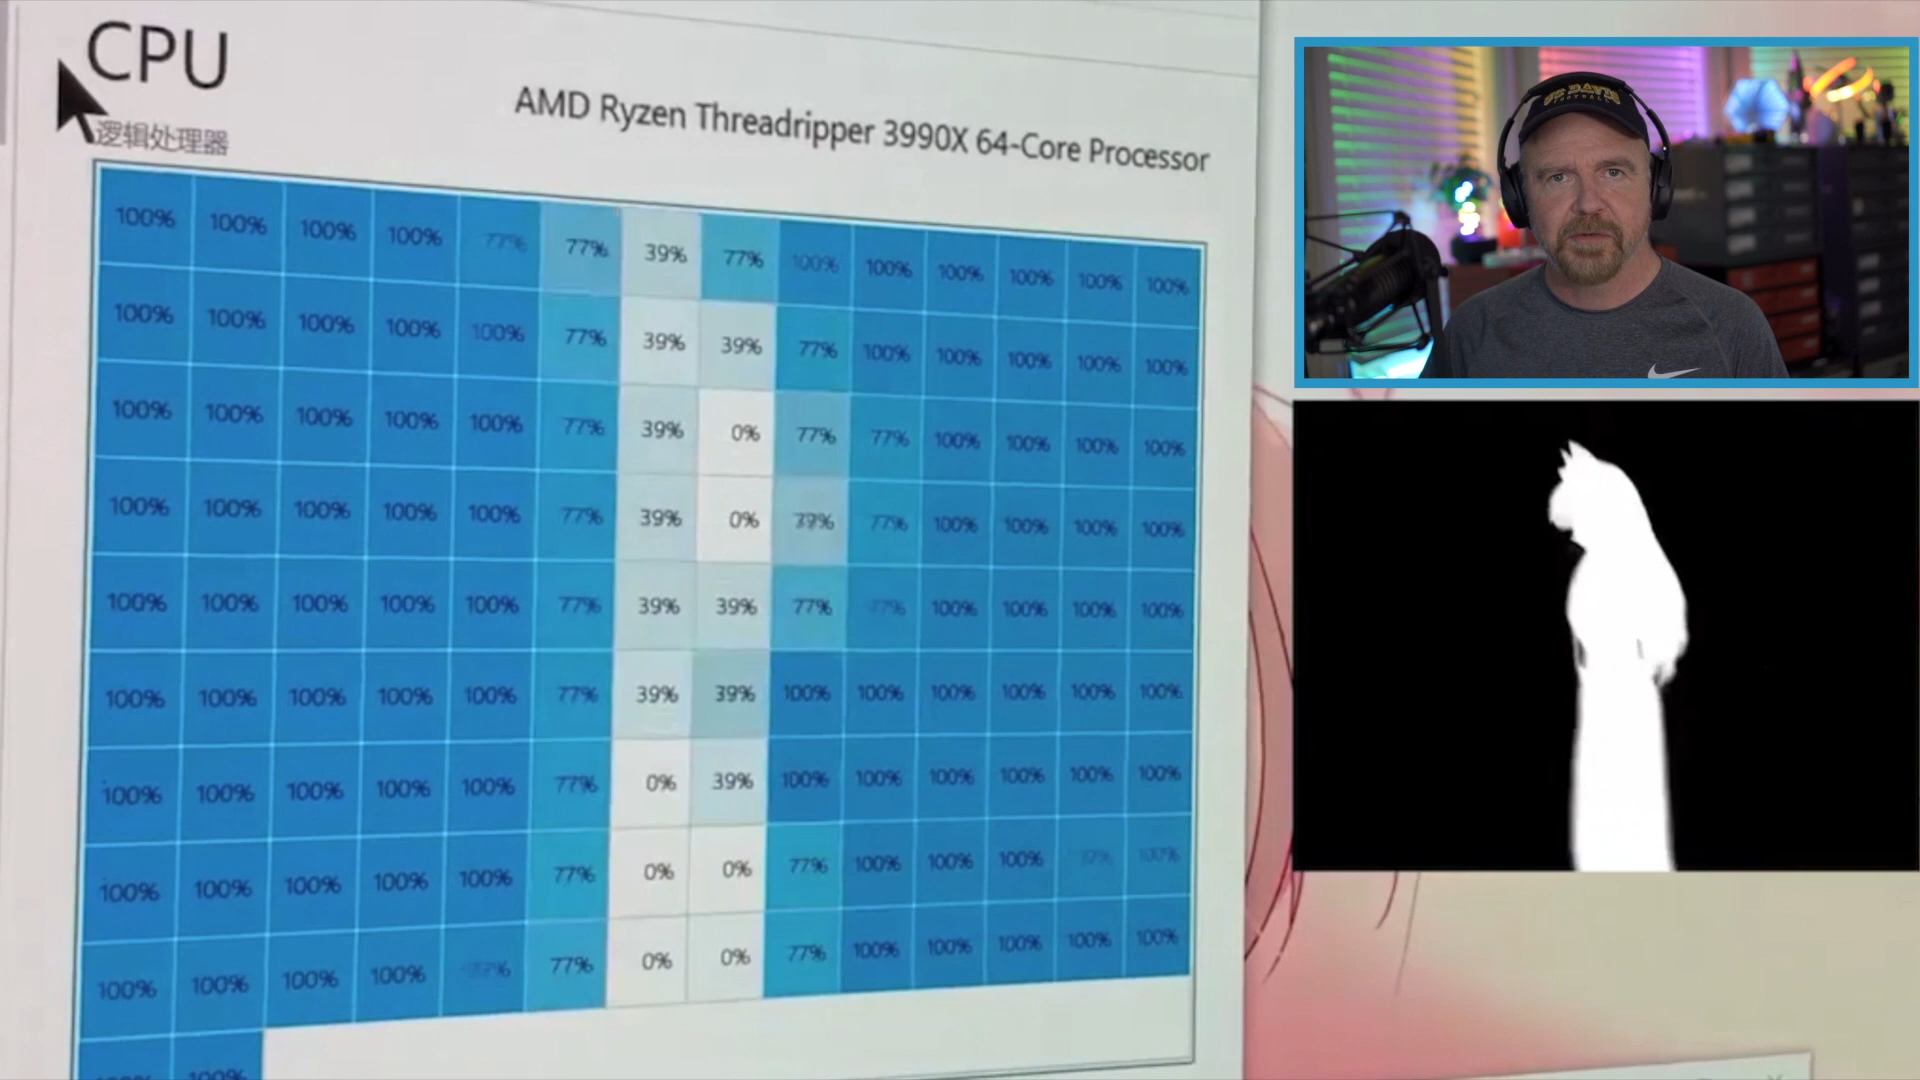 CPU
AMD Ryzen Threadripper 3990X 64-Core Processor
逻辑处理器
100% 100% 100% 100% 77% 77% 39% 77% 100% 100% 100% 100% 100% 100%
100% 100% 100% 100% 100% 77% 39% 39% 77% 100% 100% 100% 100% 100%
100% 100% 100% 100% 100% 77% 39% 0% 77% 77% 100% 100% 100% 100%
100% 100% 100% 100% 100% 77% 39% 0% 77% 100% 100% 100% 100%
100% 100% 100% 100% 100% 77% 39% 39% 77% 77% 100% 100% 100% 100%
100% 100% 100% 100% 100% 77% 39% 39% 100% 100% 100% 100% 100% 100%
100% 100% 100% 100% 100% 77% 0% 39% 100% 100% 100% 100% 100% 100%
100% 100% 100% 100% 100% 77% 0% 0% 77% 100% 100% 100% 100%
100% 100% 100% 100% 77% 0% 0% 77% 100% 100% 100% 100% 100%
100% 100%
UC DAVIS
FOOTBALL